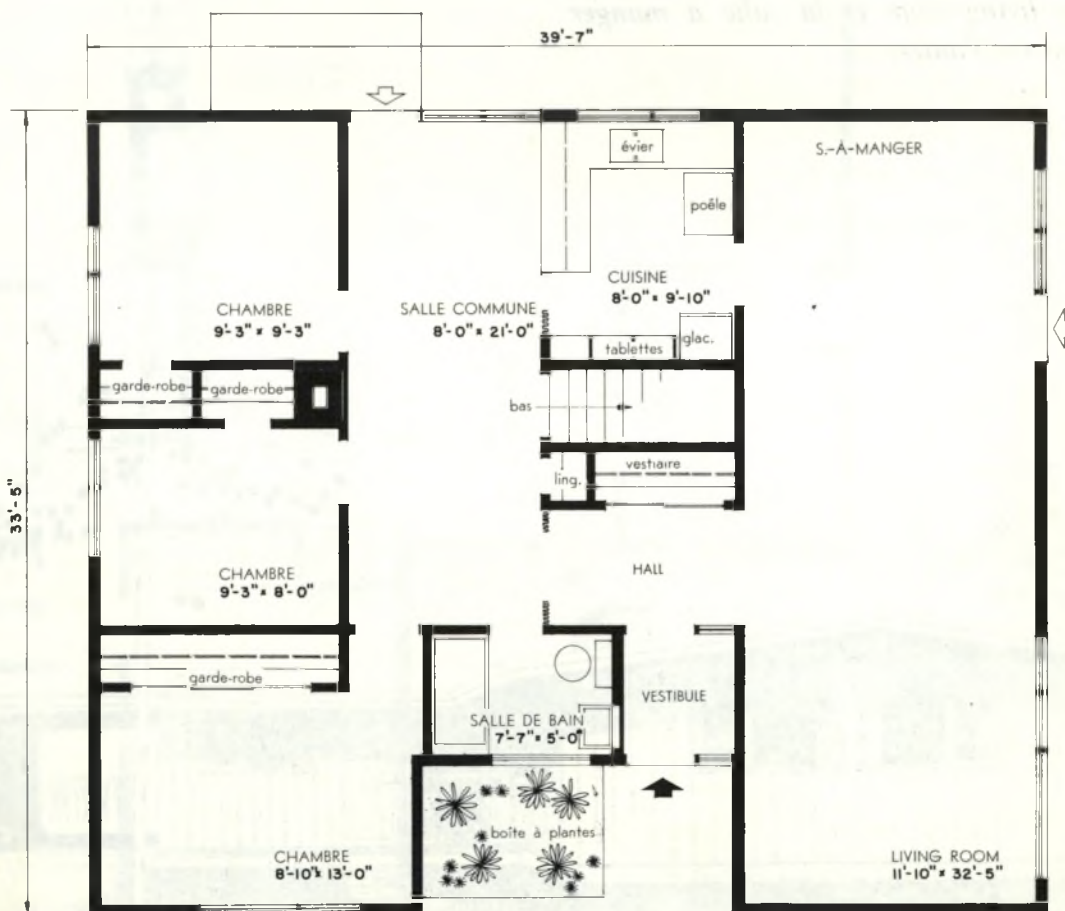 39'-7"
S.-À-MANGER
évier
poêle
CUISINE
8'-0" × 9'-10"
CHAMBRE
9'-3" × 9'-3"
SALLE COMMUNE
8'-0" × 21'-0"
glac.
tablettes
garde-robe
garde-robe
bas
vestiaire
ling.
33'-5"
CHAMBRE
9'-3" × 8'-0"
HALL
garde-robe
VESTIBULE
SALLE DE BAIN
7'-7" × 5'-0"
boîte à plantes
CHAMBRE
8'-10" × 13'-0"
LIVING ROOM
11'-10" × 32'-5"